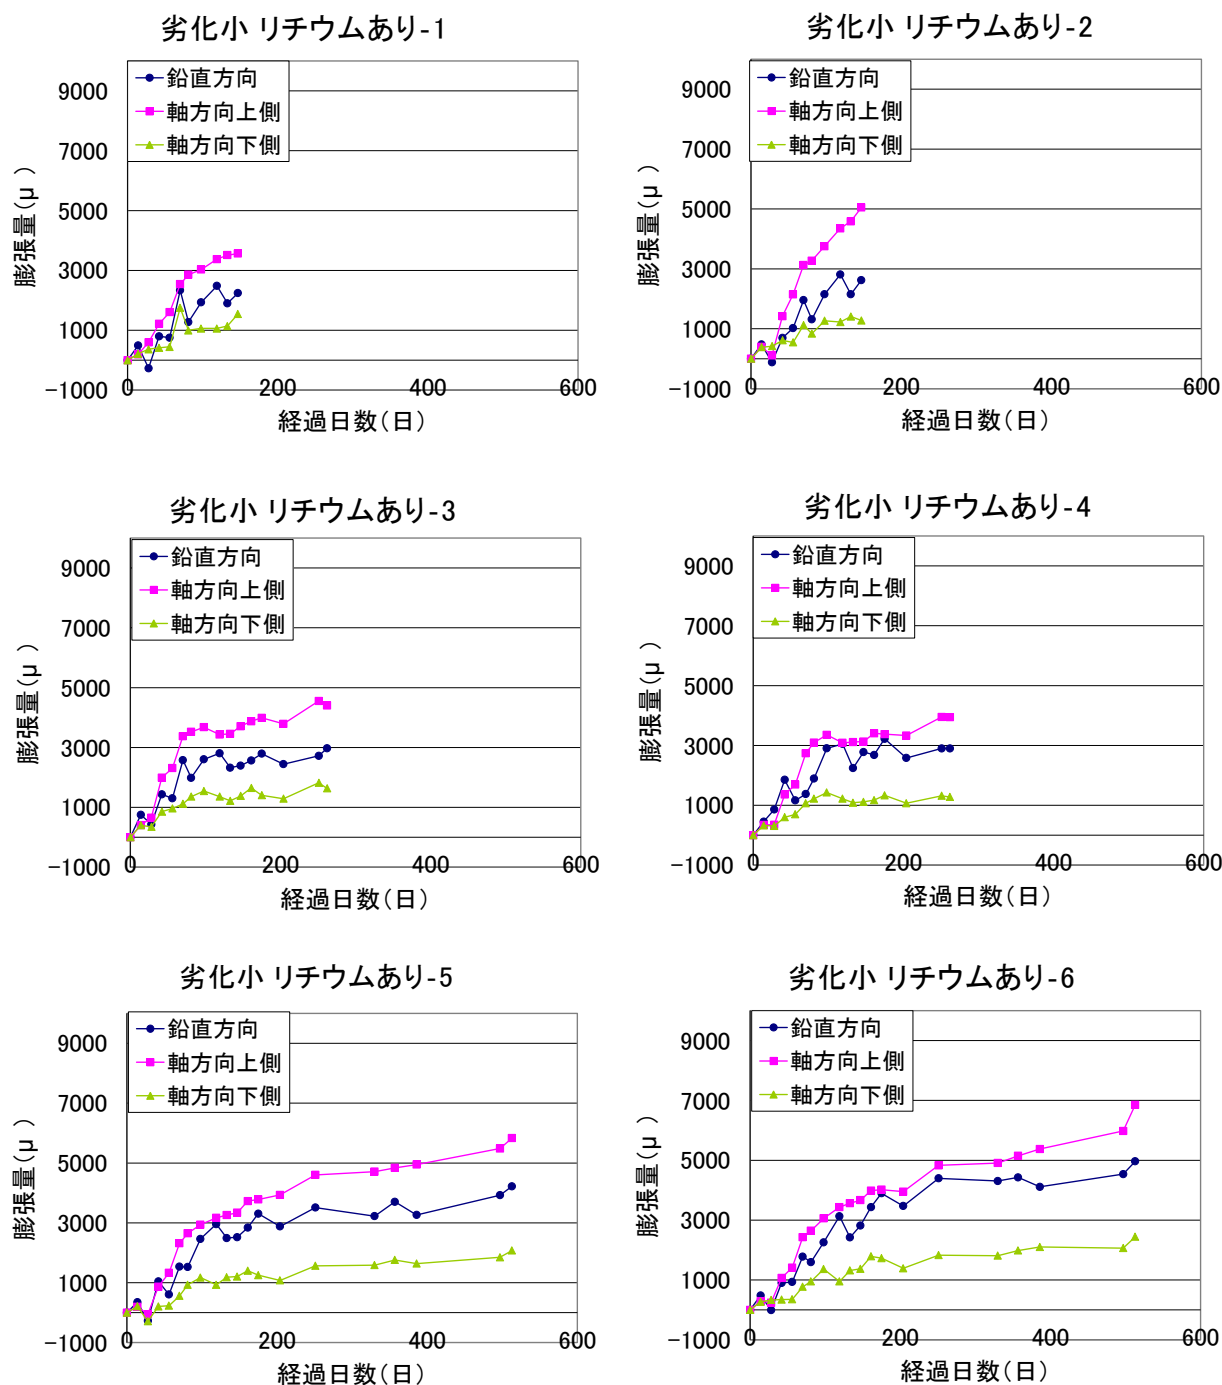 劣化小 リチウムあり-1
鉛直方向
軸方向上側
軸方向下側
9000
7000
5000
3000
1000
-1000
0
200
400
600
膨張量(μ )
経過日数(日)
劣化小 リチウムあり-2
鉛直方向
軸方向上側
軸方向下側
9000
7000
5000
3000
1000
-1000
0
200
400
600
膨張量(μ )
経過日数(日)
劣化小 リチウムあり-3
鉛直方向
軸方向上側
軸方向下側
9000
7000
5000
3000
1000
-1000
0
200
400
600
膨張量(μ )
経過日数(日)
劣化小 リチウムあり-4
鉛直方向
軸方向上側
軸方向下側
9000
7000
5000
3000
1000
-1000
0
200
400
600
膨張量(μ )
経過日数(日)
劣化小 リチウムあり-5
鉛直方向
軸方向上側
軸方向下側
9000
7000
5000
3000
1000
-1000
0
200
400
600
膨張量(μ )
経過日数(日)
劣化小 リチウムあり-6
鉛直方向
軸方向上側
軸方向下側
9000
7000
5000
3000
1000
-1000
0
200
400
600
膨張量(μ )
経過日数(日)